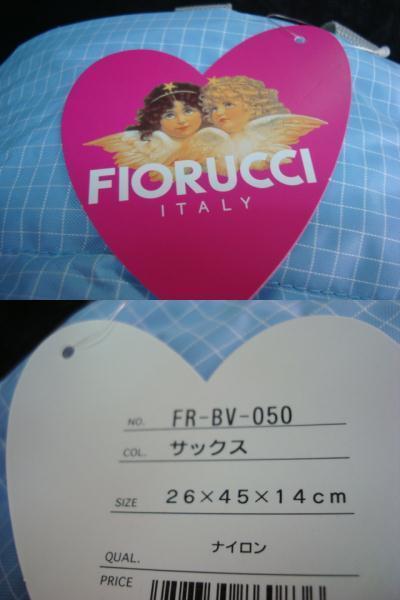 FIORUCCI
ITALY
NO. FR-BV-050
COL. サックス
SIZE 26×45×14cm
QUAL. ナイロン
PRICE